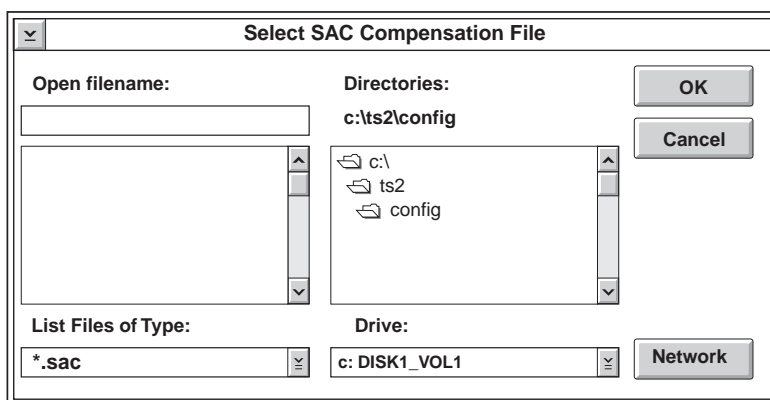 Select SAC Compensation File
Open filename:
Directories:
OK
c:\ts2\config
Cancel
c:\
ts2
config
List Files of Type:
Drive:
*.sac
c: DISK1_VOL1
Network